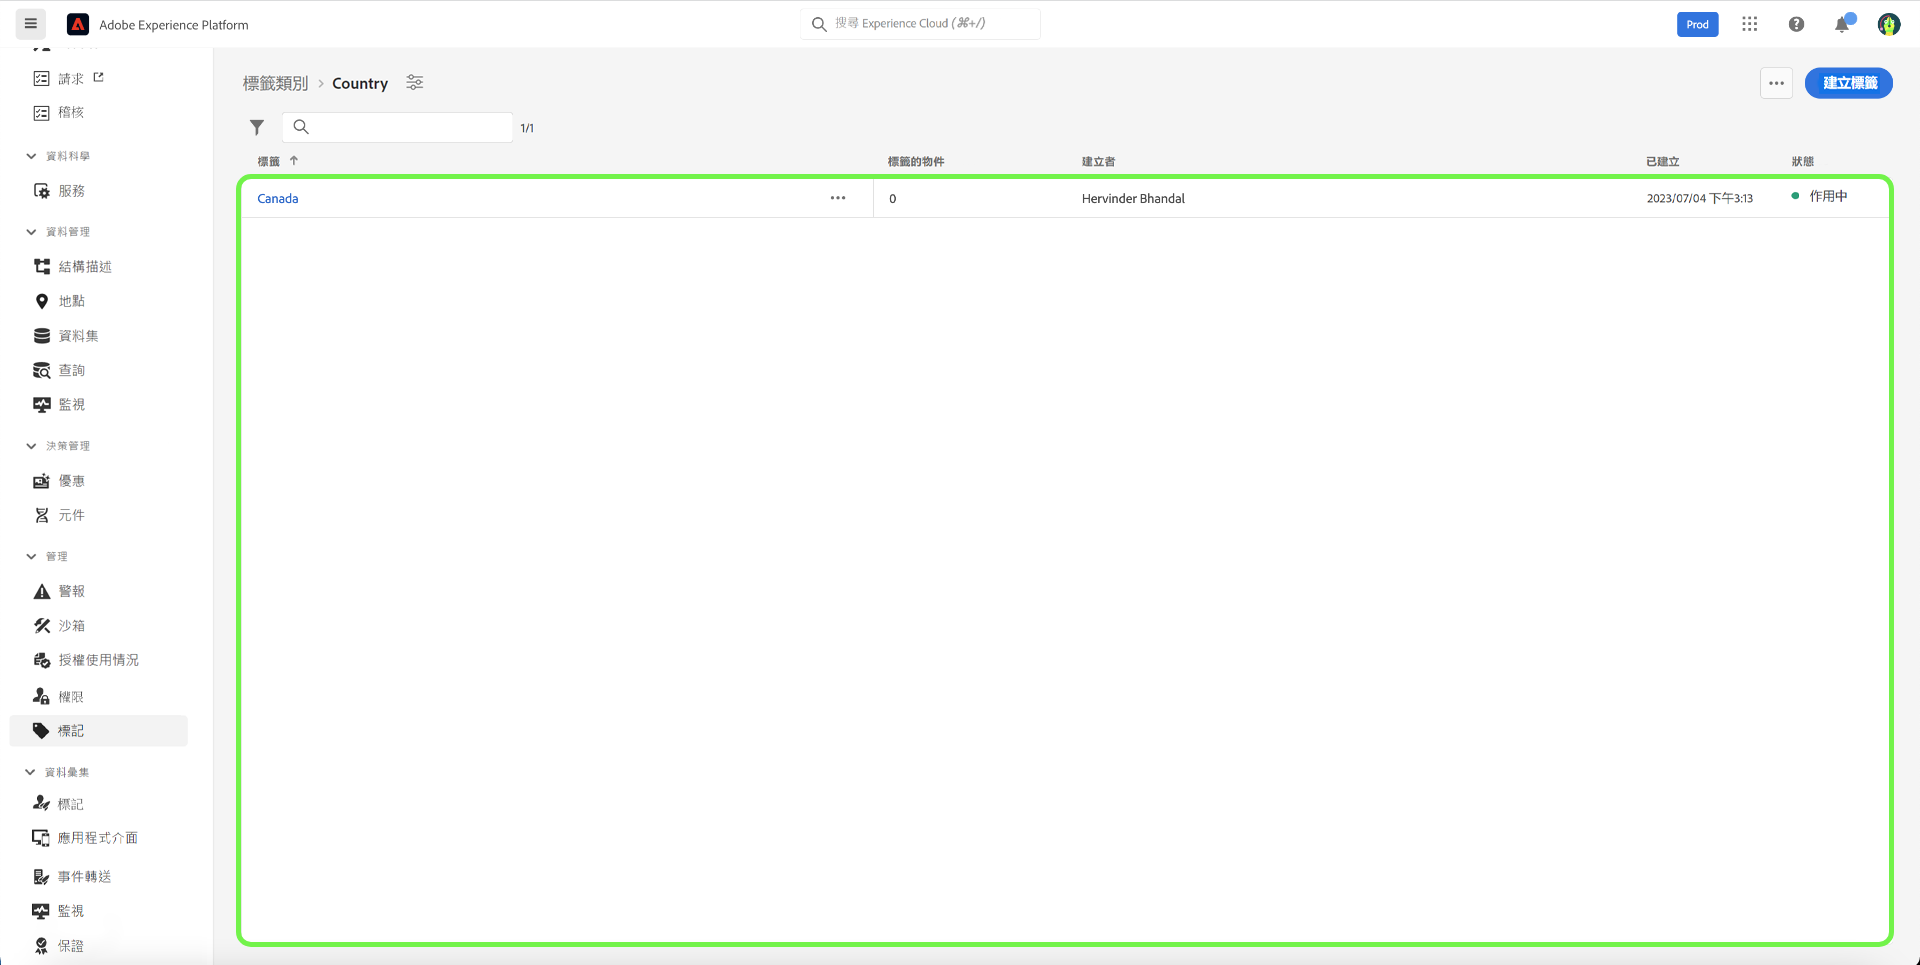 Adobe Experience Platform
搜尋 Experience Cloud (⌘+/)
Prod
請求
稽核
資料科學
服務
資料管理
結構描述
地點
資料集
查詢
監視
決策管理
優惠
元件
管理
警報
沙箱
授權使用情況
權限
標記
資料彙集
標記
應用程式介面
事件轉送
監視
保證
標籤類別 > Country
建立標籤
1/1
標籤 ↑ 標籤的物件 建立者 已建立 狀態
Canada 0 Hervinder Bhandal 2023/07/04 下午3:13 作用中